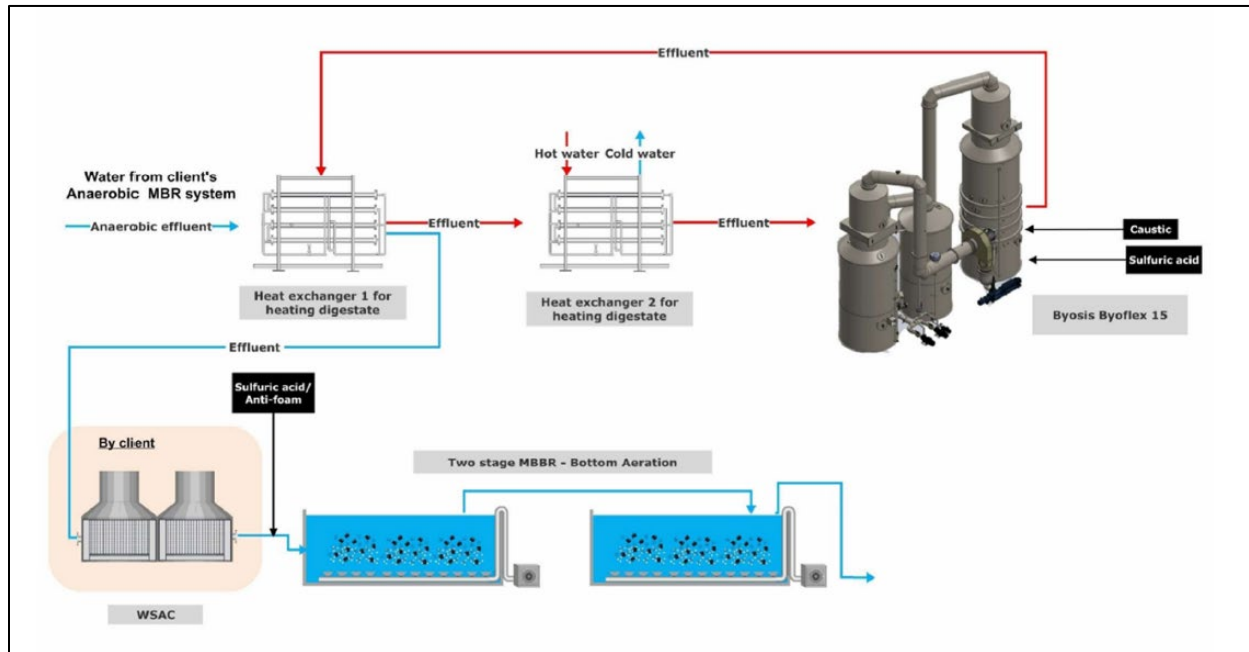 Effluent
Hot water
Cold water
Water from client's
Anaerobic MBR system
Anaerobic effluent
Effluent
Effluent
Caustic
Sulfuric acid
Heat exchanger 1 for
heating digestate
Heat exchanger 2 for
heating digestate
Byosis Byoflex 15
Effluent
Sulfuric acid/
Anti-foam
By client
Two stage MBBR - Bottom Aeration
WSAC